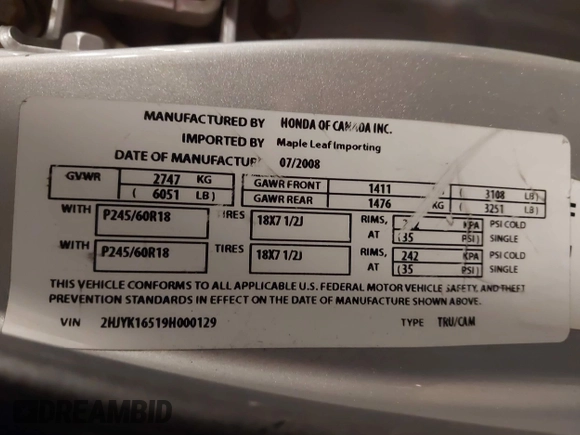 MANUFACTURED BY HONDA OF CANADA INC.
IMPORTED BY Maple Leaf Importing
DATE OF MANUFACTUR 07/2008
GVWR 2747 KG ( 6051 LB) GAWR FRONT 1411 ( 3108 LB)
GAWR REAR 1476 KG ( 3251 LB)
WITH P245/60R18 IRES 18X7 1/2J RIMS, KPA PSI COLD
AT (35 PSI) SINGLE
WITH P245/60R18 TIRES 18X7 1/2J RIMS, 242 KPA PSI COLD
AT (35 PSI) SINGLE
THIS VEHICLE CONFORMS TO ALL APPLICABLE U.S. FEDERAL MOTOR VEHICLE SAFETY, AND THEFT
PREVENTION STANDARDS IN EFFECT ON THE DATE OF MANUFACTURE SHOWN ABOVE.
VIN 2HJYK16519H000129 TYPE TRU/CAM
DREAMBID